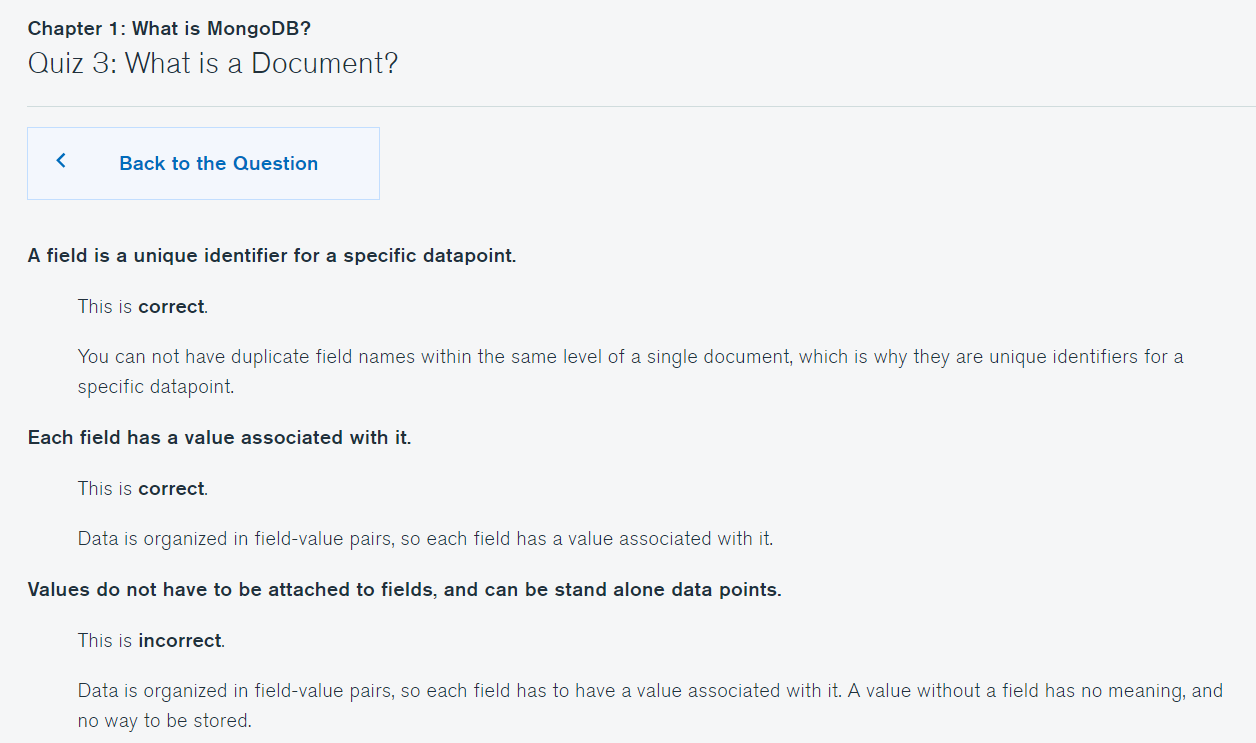 Chapter 1: What is MongoDB?
Quiz 3: What is a Document?
Back to the Question
A field is a unique identifier for a specific datapoint.
This is correct.
You can not have duplicate field names within the same level of a single document, which is why they are unique identifiers for a
specific datapoint.
Each field has a value associated with it.
This is correct.
Data is organized in field-value pairs, so each field has a value associated with it.
Values do not have to be attached to fields, and can be stand alone data points.
This is incorrect.
Data is organized in field-value pairs, so each field has to have a value associated with it. A value without a field has no meaning, and
no way to be stored.